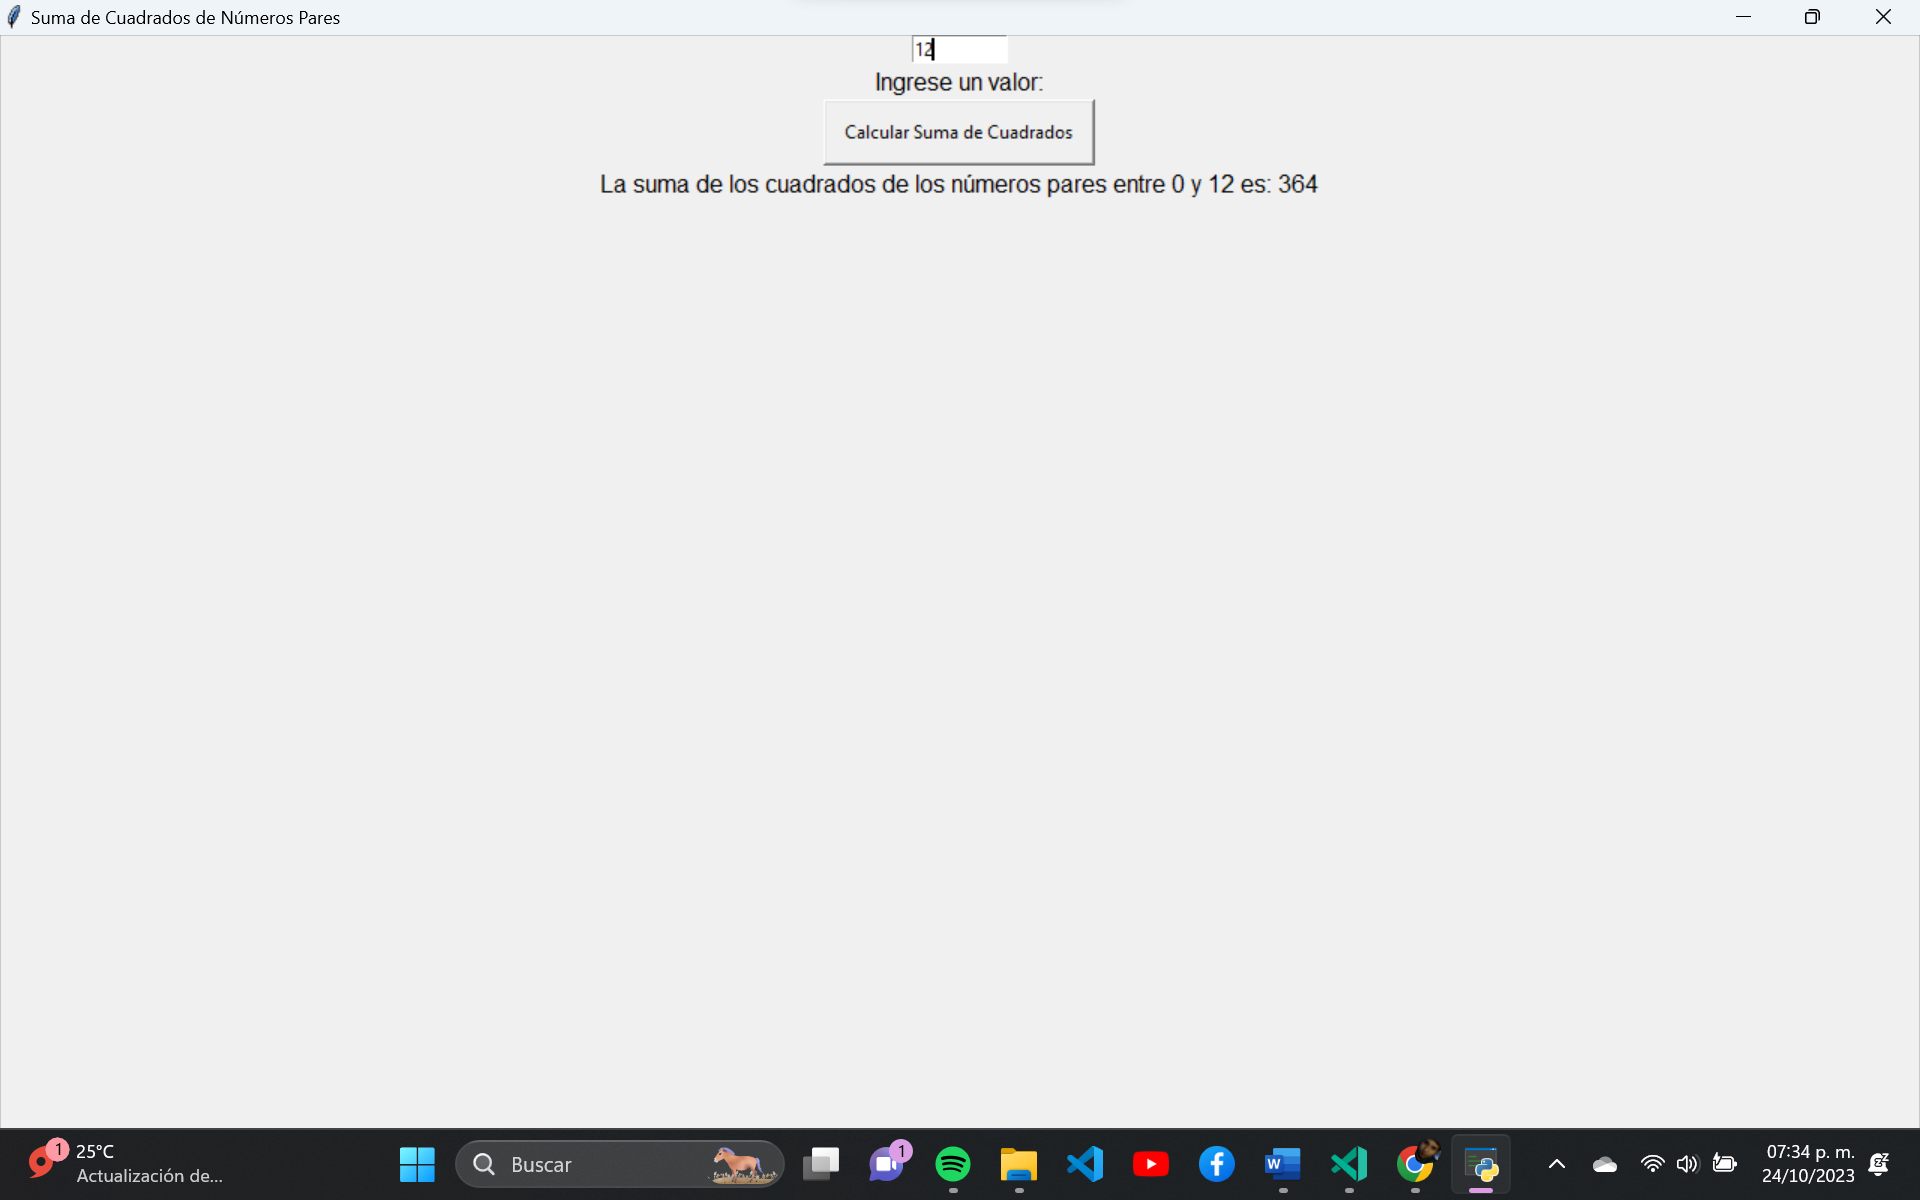 Suma de Cuadrados de Números Pares
12
Ingrese un valor:
Calcular Suma de Cuadrados
La suma de los cuadrados de los números pares entre 0 y 12 es: 364
1
25°C
Actualización de...
Buscar
1
W
07:34 p. m.
24/10/2023